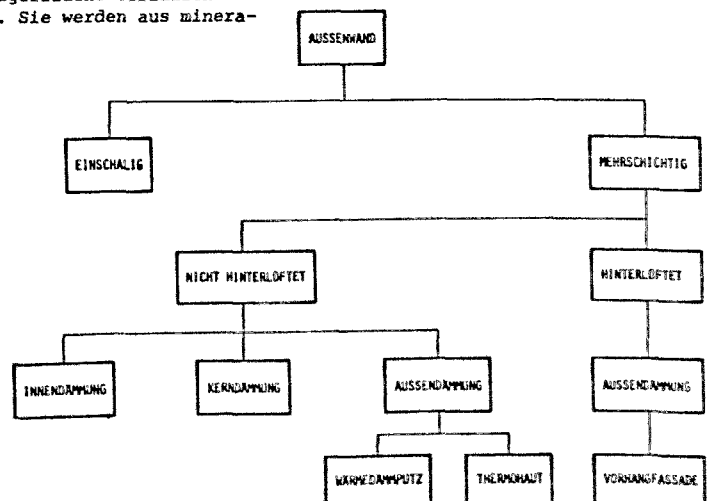 . Sie werden aus minera-
AUSSENWAND
EINSCHALIG
MEHRSCHICHTIG
NICHT HINTERLÜFTET
HINTERLÜFTET
INNENDÄMMUNG
KERNDÄMMUNG
AUSSENDÄMMUNG
AUSSENDÄMMUNG
WÄRMEDÄMMPUTZ
THERMOHAUT
VORHANGFASSADE